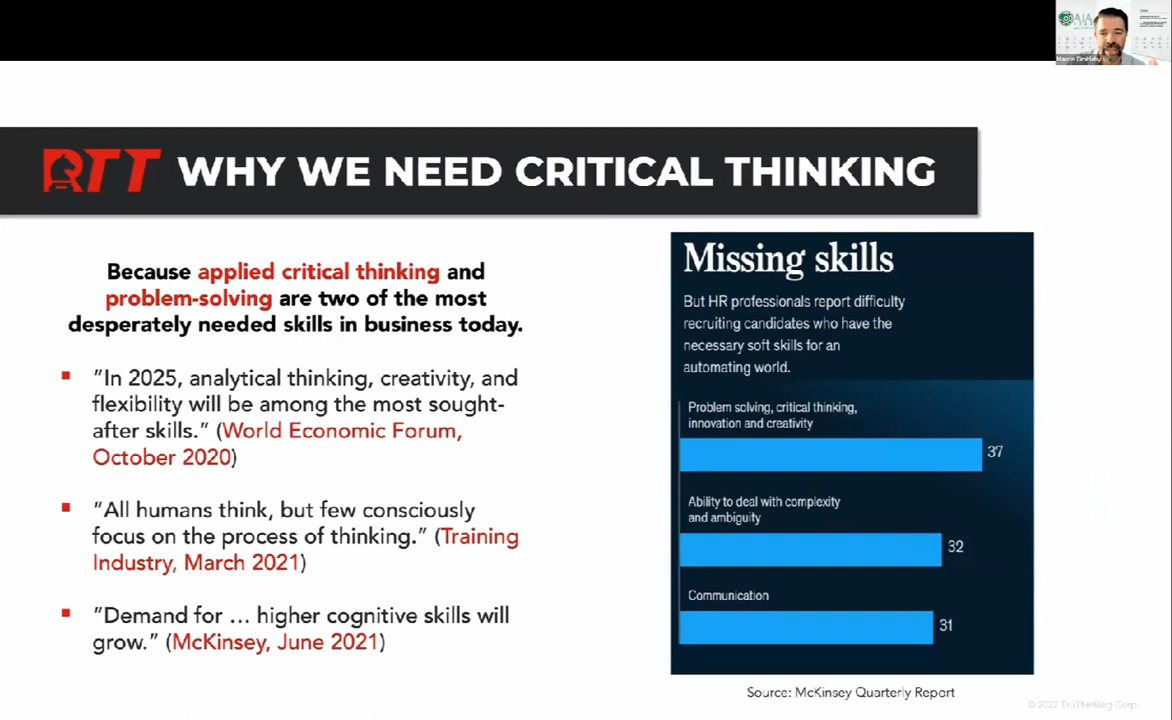 AIA
RTT WHY WE NEED CRITICAL THINKING
Because applied critical thinking and
problem-solving are two of the most
desperately needed skills in business today.
▪ “In 2025, analytical thinking, creativity, and
flexibility will be among the most sought-
after skills.” (World Economic Forum,
October 2020)
▪ “All humans think, but few consciously
focus on the process of thinking.” (Training
Industry, March 2021)
▪ “Demand for … higher cognitive skills will
grow.” (McKinsey, June 2021)
Missing skills
But HR professionals report difficulty
recruiting candidates who have the
necessary soft skills for an
automating world.
Problem solving, critical thinking,
innovation and creativity
37
Ability to deal with complexity
and ambiguity
32
Communication
31
Source: McKinsey Quarterly Report
© 2022 TruThinking Corp.